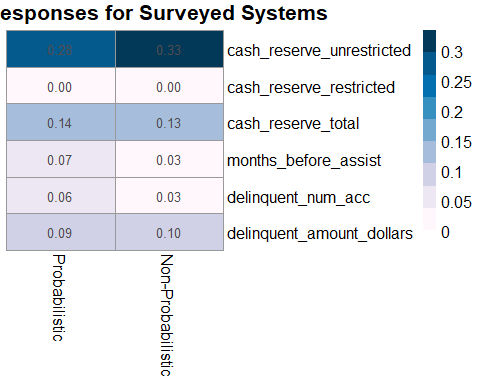 esponses for Surveyed Systems
0.28 0.33 cash_reserve_unrestricted
0.00 0.00 cash_reserve_restricted
0.14 0.13 cash_reserve_total
0.07 0.03 months_before_assist
0.06 0.03 delinquent_num_acc
0.09 0.10 delinquent_amount_dollars
Probabilistic
Non-Probabilistic
0.3
0.25
0.2
0.15
0.1
0.05
0